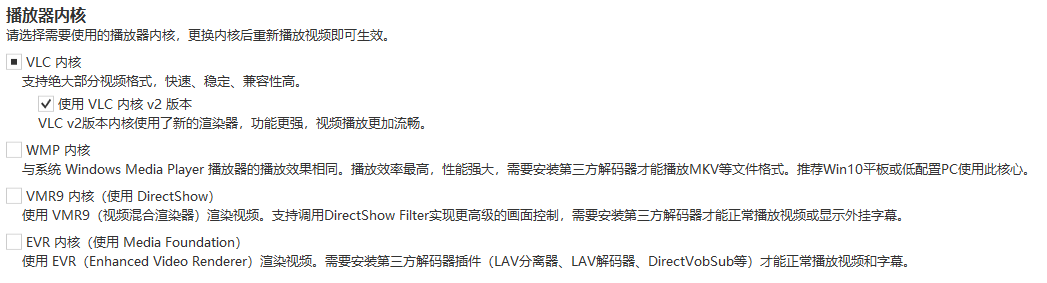 播放器内核
请选择需要使用的播放器内核，更换内核后重新播放视频即可生效。
VLC 内核
支持绝大部分视频格式，快速、稳定、兼容性高。
使用 VLC 内核 v2 版本
VLC v2版本内核使用了新的渲染器，功能更强，视频播放更加流畅。
WMP 内核
与系统 Windows Media Player 播放器的播放效果相同。播放效率最高，性能强大，需要安装第三方解码器才能播放MKV等文件格式。推荐Win10平板或低配置PC使用此核心。
VMR9 内核（使用 DirectShow）
使用 VMR9（视频混合渲染器）渲染视频。支持调用DirectShow Filter实现更高级的画面控制，需要安装第三方解码器才能正常播放视频或显示外挂字幕。
EVR 内核（使用 Media Foundation）
使用 EVR（Enhanced Video Renderer）渲染视频。需要安装第三方解码器插件（LAV分离器、LAV解码器、DirectVobSub等）才能正常播放视频和字幕。